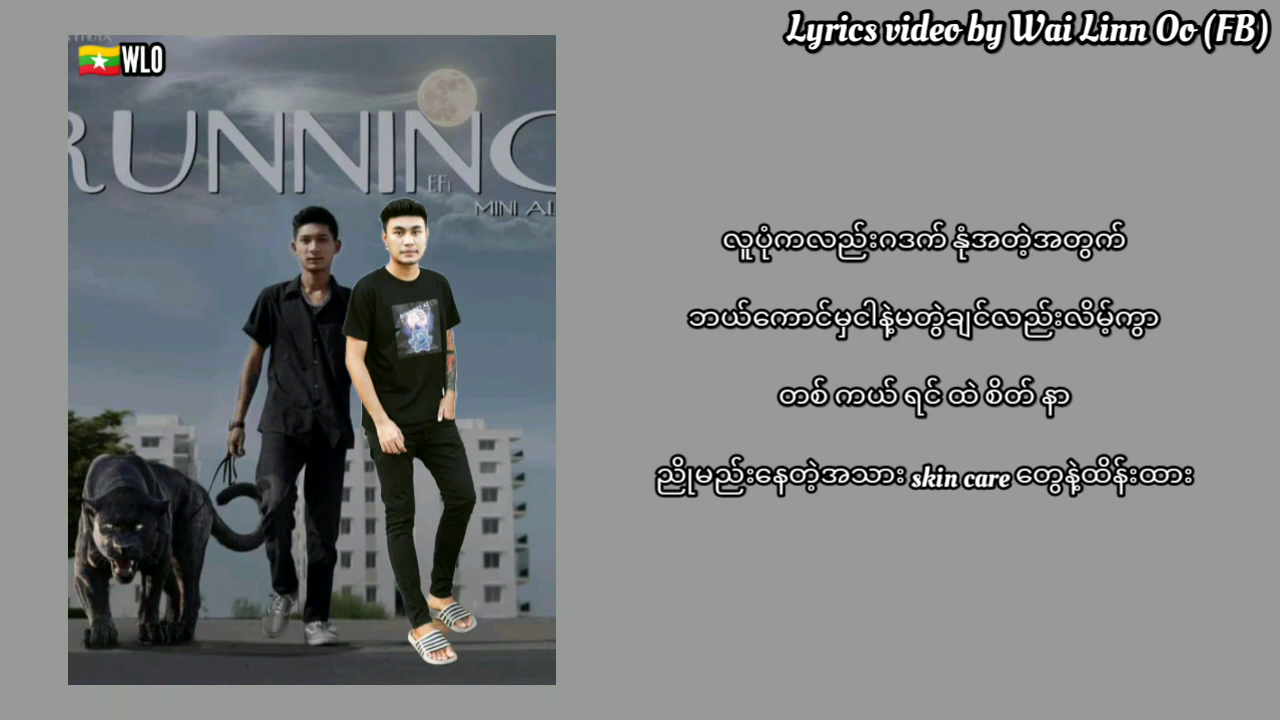 Lyrics video by Wai Linn Oo (FB)
WLO
RUNNING
EFI
MINI AL
လူပုံကလည်းဂဒက် နုံအတဲ့အတွက်
ဘယ်ကောင်မှငါနဲ့မတွဲချင်လည်းလိမ့်ကွာ
တစ် ကယ် ရင် ထဲ စိတ် နာ
ညိုမည်းနေတဲ့အသား skin care တွေနဲ့ထိန်းထား